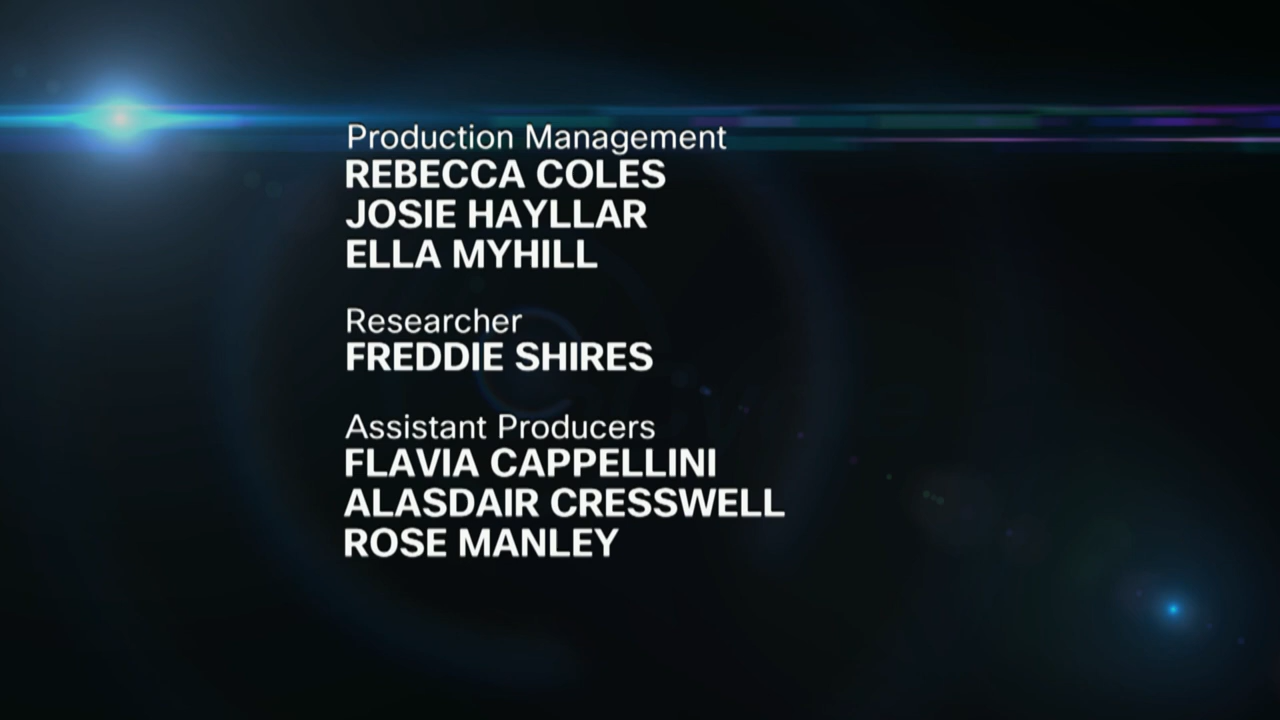 Production Management
REBECCA COLES
JOSIE HAYLLAR
ELLA MYHILL
Researcher
FREDDIE SHIRES
Assistant Producers
FLAVIA CAPPELLINI
ALASDAIR CRESSWELL
ROSE MANLEY